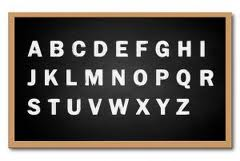 A B C D E F G H I
J K L M N O P Q R
S T U V W X Y Z